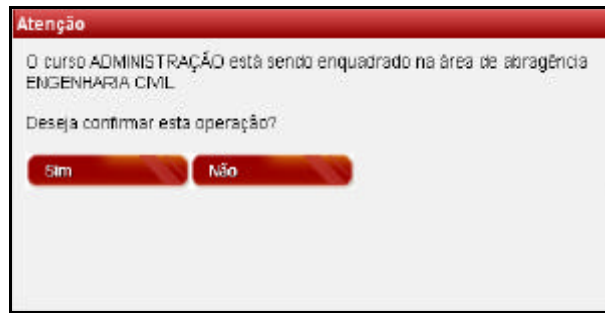 Atenção
O curso ADMINISTRAÇÃO está sendo enquadrado na área de abragência
ENGENHARIA CIVIL
Deseja confirmar esta operação?
Sim
Não